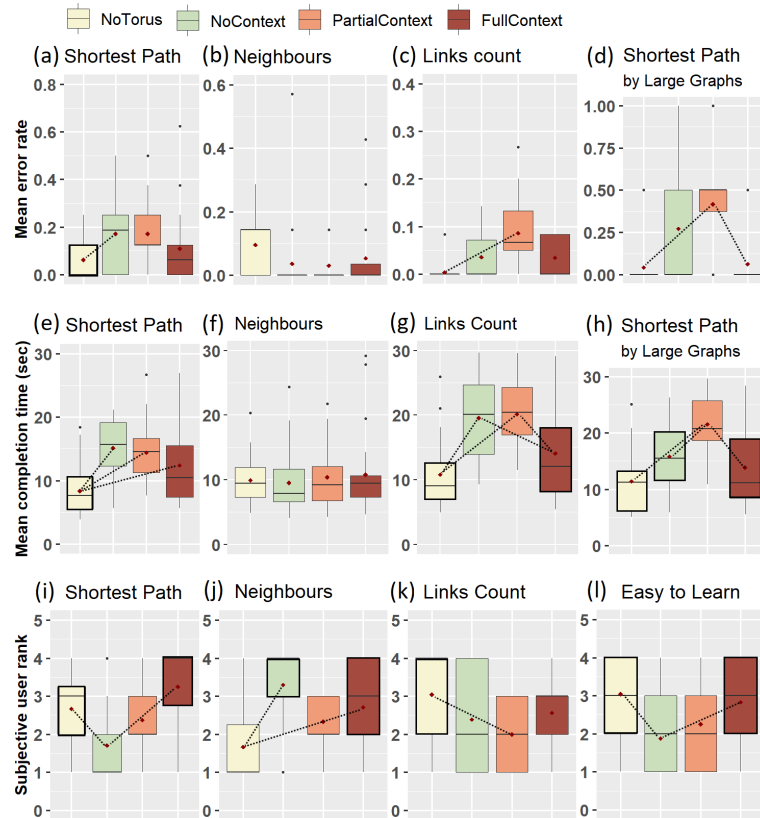 NoTorus NoContext PartialContext FullContext
(a) Shortest Path (b) Neighbours (c) Links count (d) Shortest Path
by Large Graphs
Mean error rate
0.8 0.6 0.4 1.00
0.6 0.3 0.75
0.4 0.4 0.2 0.50
0.2 0.2 0.1 0.25
0.0 0.0 0.0 0.00
(e) Shortest Path (f) Neighbours (g) Links Count (h) Shortest Path
by Large Graphs
Mean completion time (sec)
30 30 30 30
20 20 20 20
10 10 10 10
0 0 0 0
(i) Shortest Path (j) Neighbours (k) Links Count (l) Easy to Learn
Subjective user rank
5 5 5 5
4 4 4 4
3 3 3 3
2 2 2 2
1 1 1 1
0 0 0 0